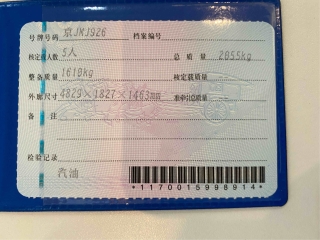 号牌号码 京JMJ926 档案编号
核定载人数 5人 总质量 2055kg
整备质量 1610kg 核定载质量
外廓尺寸 4829×1827×1463mm 准牵引总质量
备注
检验记录
汽油
*1170015998914*